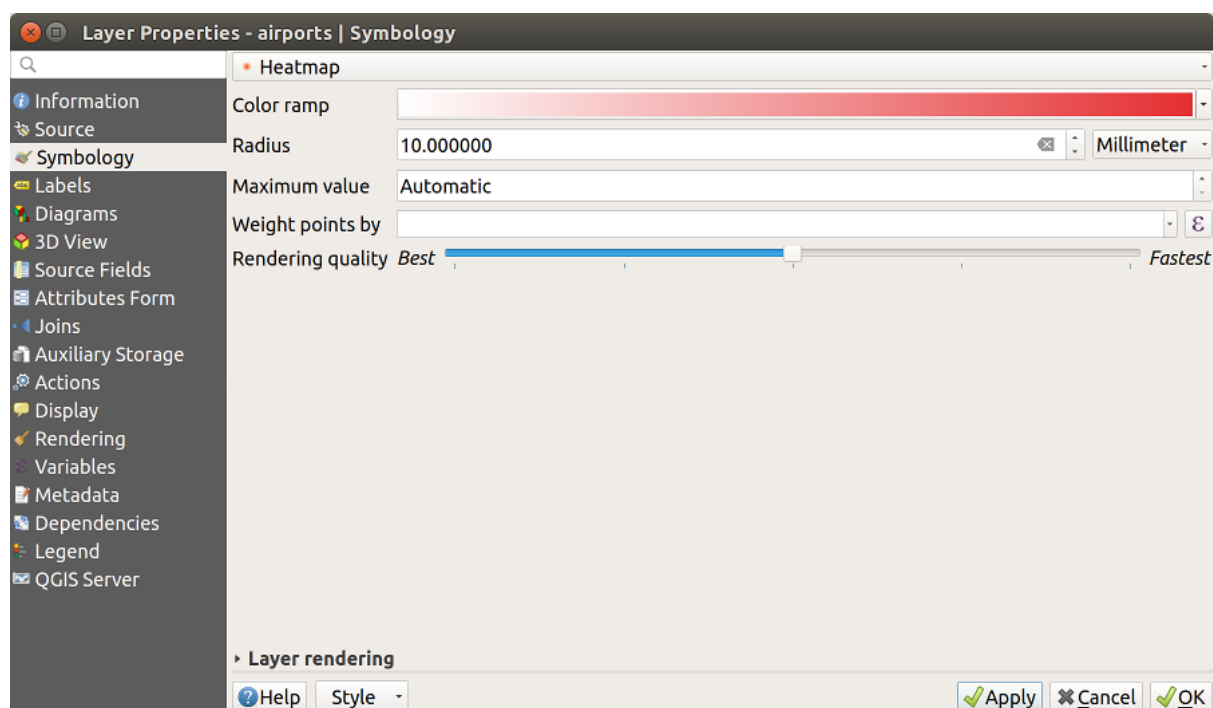 Layer Properties - airports | Symbology
Information
Source
Symbology
Labels
Diagrams
3D View
Source Fields
Attributes Form
Joins
Auxiliary Storage
Actions
Display
Rendering
Variables
Metadata
Dependencies
Legend
QGIS Server
Heatmap
Color ramp
Radius 10.000000 Millimeter
Maximum value Automatic
Weight points by ε
Rendering quality Best Fastest
Layer rendering
Help Style Apply Cancel OK